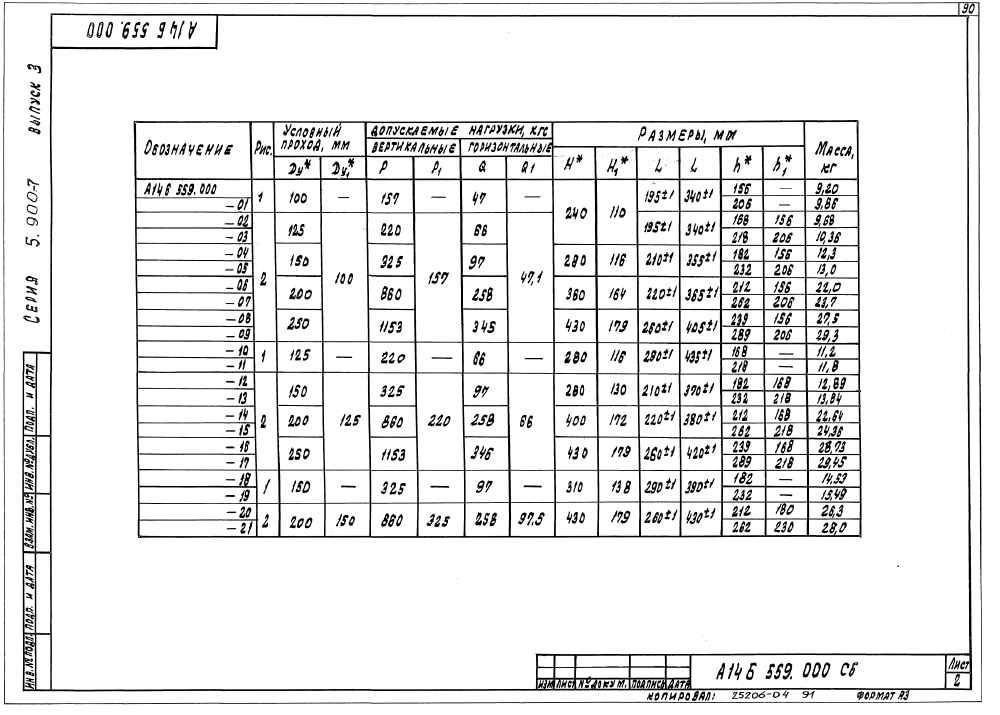 90
А14Б 559.000
Серия 5.900-7 Выпуск 3
Обозначение | Рис. | Условный проход, мм | Допускаемые нагрузки, кгс | Размеры, мм | Масса, кг
Вертикальные | Горизонтальные
Ду* | Ду1* | Р | Р1 | Q | Q1 | H* | H1* | L | L | h* | h1*
А14Б 559.000 | 1 | 100 | — | 157 | — | 47 | — | 240 | 110 | 195±1 | 340±1 | 156 | — | 9,20
-01 | 206 | — | 9,86
-02 | 2 | 125 | 100 | 220 | 157 | 66 | 47,1 | 195±1 | 340±1 | 168 | 156 | 9,68
-03 | 218 | 206 | 10,36
-04 | 150 | 325 | 97 | 280 | 116 | 210±1 | 355±1 | 182 | 156 | 12,3
-05 | 232 | 206 | 13,0
-06 | 200 | 860 | 258 | 380 | 164 | 220±1 | 365±1 | 212 | 156 | 22,0
-07 | 262 | 206 | 23,7
-08 | 250 | 1153 | 345 | 430 | 179 | 260±1 | 405±1 | 239 | 156 | 27,5
-09 | 289 | 206 | 29,3
-10 | 1 | 125 | — | 220 | — | 66 | — | 280 | 116 | 290±1 | 435±1 | 168 | — | 11,2
-11 | 218 | — | 11,8
-12 | 2 | 150 | 125 | 325 | 220 | 97 | 66 | 280 | 130 | 210±1 | 370±1 | 182 | 168 | 12,89
-13 | 232 | 218 | 13,84
-14 | 200 | 860 | 258 | 400 | 172 | 220±1 | 380±1 | 212 | 168 | 22,64
-15 | 262 | 218 | 24,36
-16 | 250 | 1153 | 346 | 430 | 179 | 260±1 | 420±1 | 239 | 168 | 28,73
-17 | 289 | 218 | 29,45
-18 | 1 | 150 | — | 325 | — | 97 | — | 310 | 138 | 290±1 | 390±1 | 182 | — | 14,53
-19 | 232 | — | 15,49
-20 | 2 | 200 | 150 | 860 | 325 | 258 | 97,5 | 430 | 179 | 260±1 | 430±1 | 212 | 180 | 26,3
-21 | 262 | 230 | 28,0
Инв.№ подл. | Подп. и дата | Взам. инв. № | Инв. № дубл. | Подп. и дата
Изм | Лист | № докум. | Подпись | Дата
А14Б 559.000 СБ
Лист
2
Копировал: 25206-04 91 Формат А3